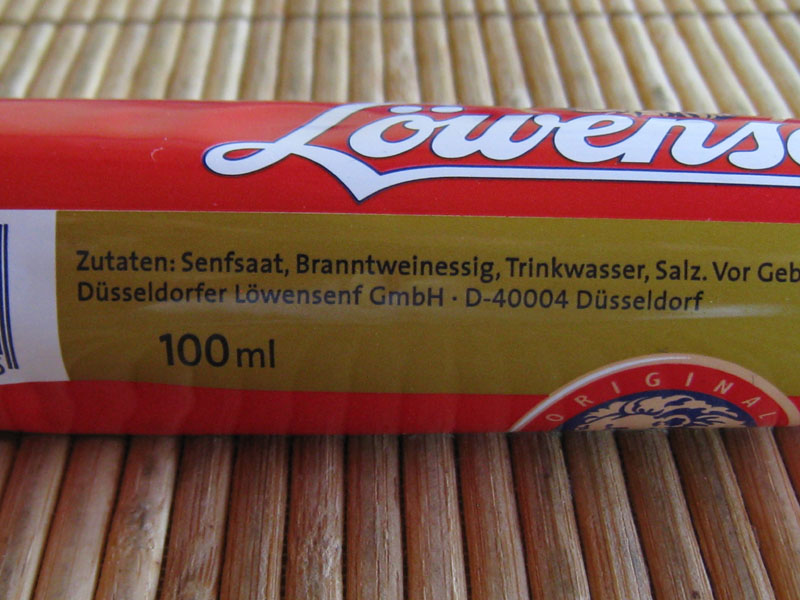 Löwens
Zutaten: Senfsaat, Branntweinessig, Trinkwasser, Salz. Vor Geb
Düsseldorfer Löwensenf GmbH · D-40004 Düsseldorf
100 ml
ORIGINAL